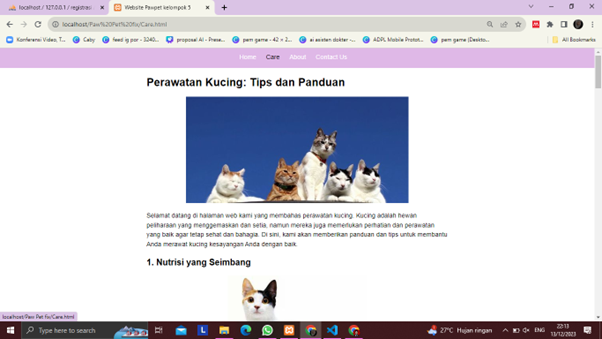 localhost / 127.0.0.1 / registrasi
Website Pawpet kelompok 5
localhost/Paw%20Pet%20fix/Care.html
Konferensi Video, T...
Caby
feed ig por - 3240...
proposal AI - Prese...
pem game - 42 × 2...
ai asisten dokter -...
ADPL Mobile Protot...
pem game (Deskto...
All Bookmarks
Home Care About Contact Us
Perawatan Kucing: Tips dan Panduan
Selamat datang di halaman web kami yang membahas perawatan kucing. Kucing adalah hewan
peliharaan yang menggemaskan dan setia, namun mereka juga memerlukan perhatian dan perawatan
yang baik agar tetap sehat dan bahagia. Di sini, kami akan memberikan panduan dan tips untuk membantu
Anda merawat kucing kesayangan Anda dengan baik.
1. Nutrisi yang Seimbang
localhost/Paw Pet fix/Care.html
Type here to search
27°C Hujan ringan
ENG
22:13
13/12/2023